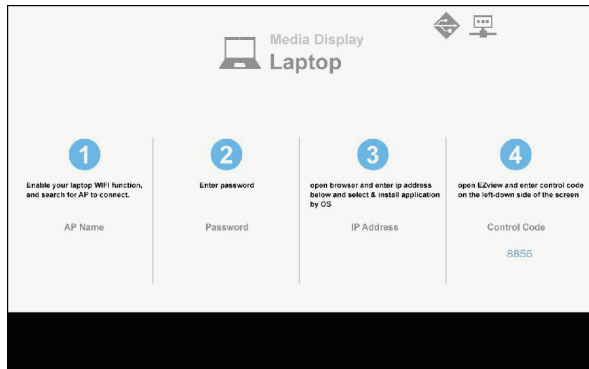 Media Display
Laptop
1
Enable your laptop WIFI function,
and search for AP to connect.
AP Name
2
Enter password
Password
3
open browser and enter ip address
below and select & install application
by OS
IP Address
4
open EZview and enter control code
on the left-down side of the screen
Control Code
8856